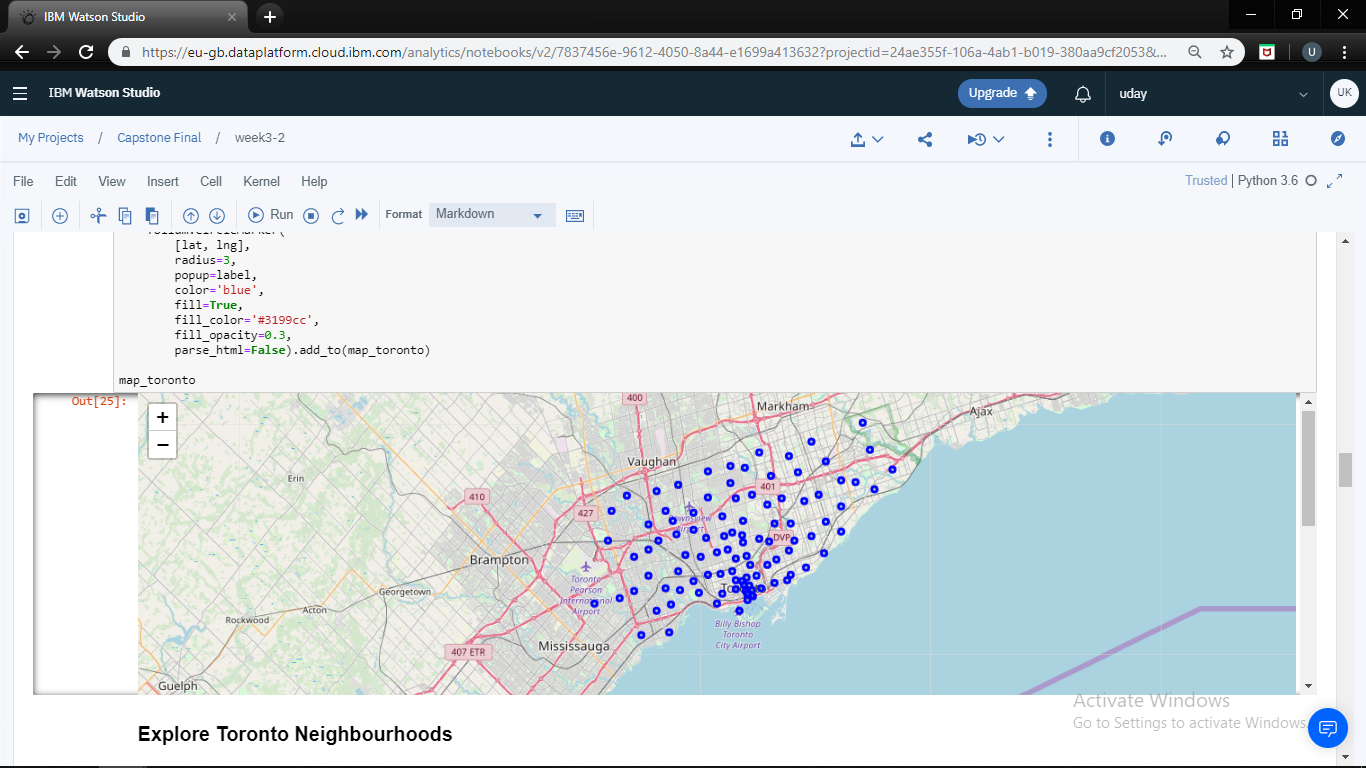 IBM Watson Studio
https://eu-gb.dataplatform.cloud.ibm.com/analytics/notebooks/v2/7837456e-9612-4050-8a44-e1699a413632?projectid=24ae355f-106a-4ab1-b019-380aa9cf2053&...
U
IBM Watson Studio
Upgrade
uday
UK
My Projects / Capstone Final / week3-2
File Edit View Insert Cell Kernel Help
Trusted | Python 3.6
Run
Format
Markdown
[lat, lng],
radius=3,
popup=label,
color='blue',
fill=True,
fill_color='#3199cc',
fill_opacity=0.3,
parse_html=False).add_to(map_toronto)
map_toronto
Out[25]:
+
−
400
Markham
Ajax
Vaughan
Erin
410
401
427
Airport
DVP
Brampton
Toronto
Pearson
International
Airport
Georgetown
Acton
Rockwood
Billy Bishop
Toronto
City Airport
Mississauga
407 ETR
Guelph
Activate Windows
Go to Settings to activate Windows.
Explore Toronto Neighbourhoods